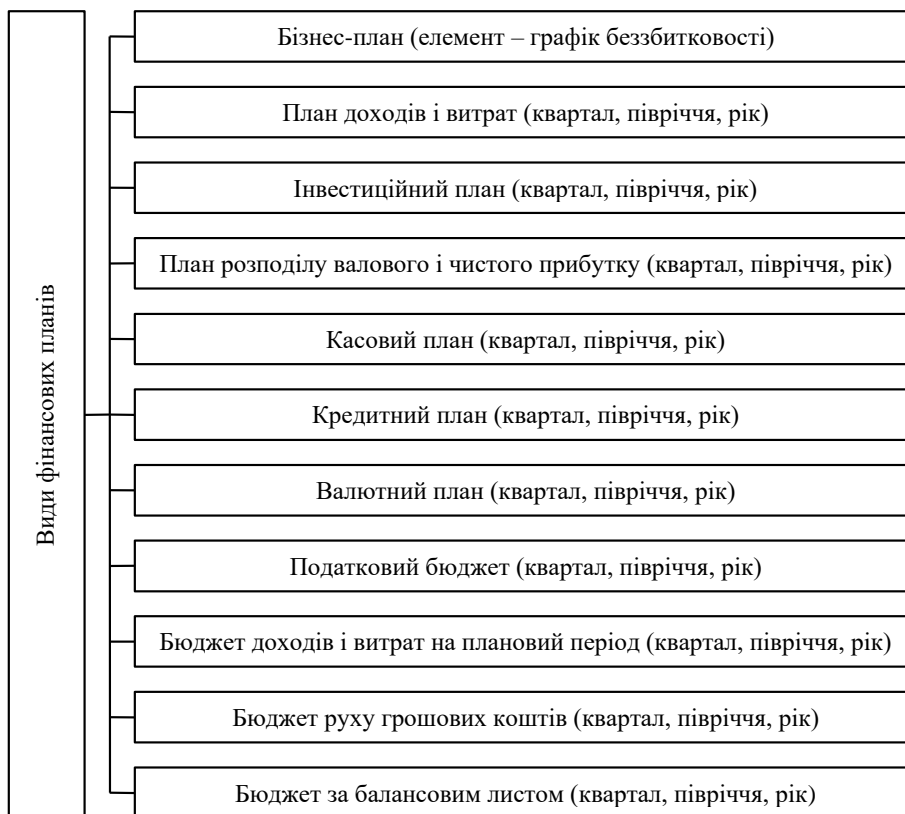 Види фінансових планів
Бізнес-план (елемент – графік беззбитковості)
План доходів і витрат (квартал, півріччя, рік)
Інвестиційний план (квартал, півріччя, рік)
План розподілу валового і чистого прибутку (квартал, півріччя, рік)
Касовий план (квартал, півріччя, рік)
Кредитний план (квартал, півріччя, рік)
Валютний план (квартал, півріччя, рік)
Податковий бюджет (квартал, півріччя, рік)
Бюджет доходів і витрат на плановий період (квартал, півріччя, рік)
Бюджет руху грошових коштів (квартал, півріччя, рік)
Бюджет за балансовим листом (квартал, півріччя, рік)